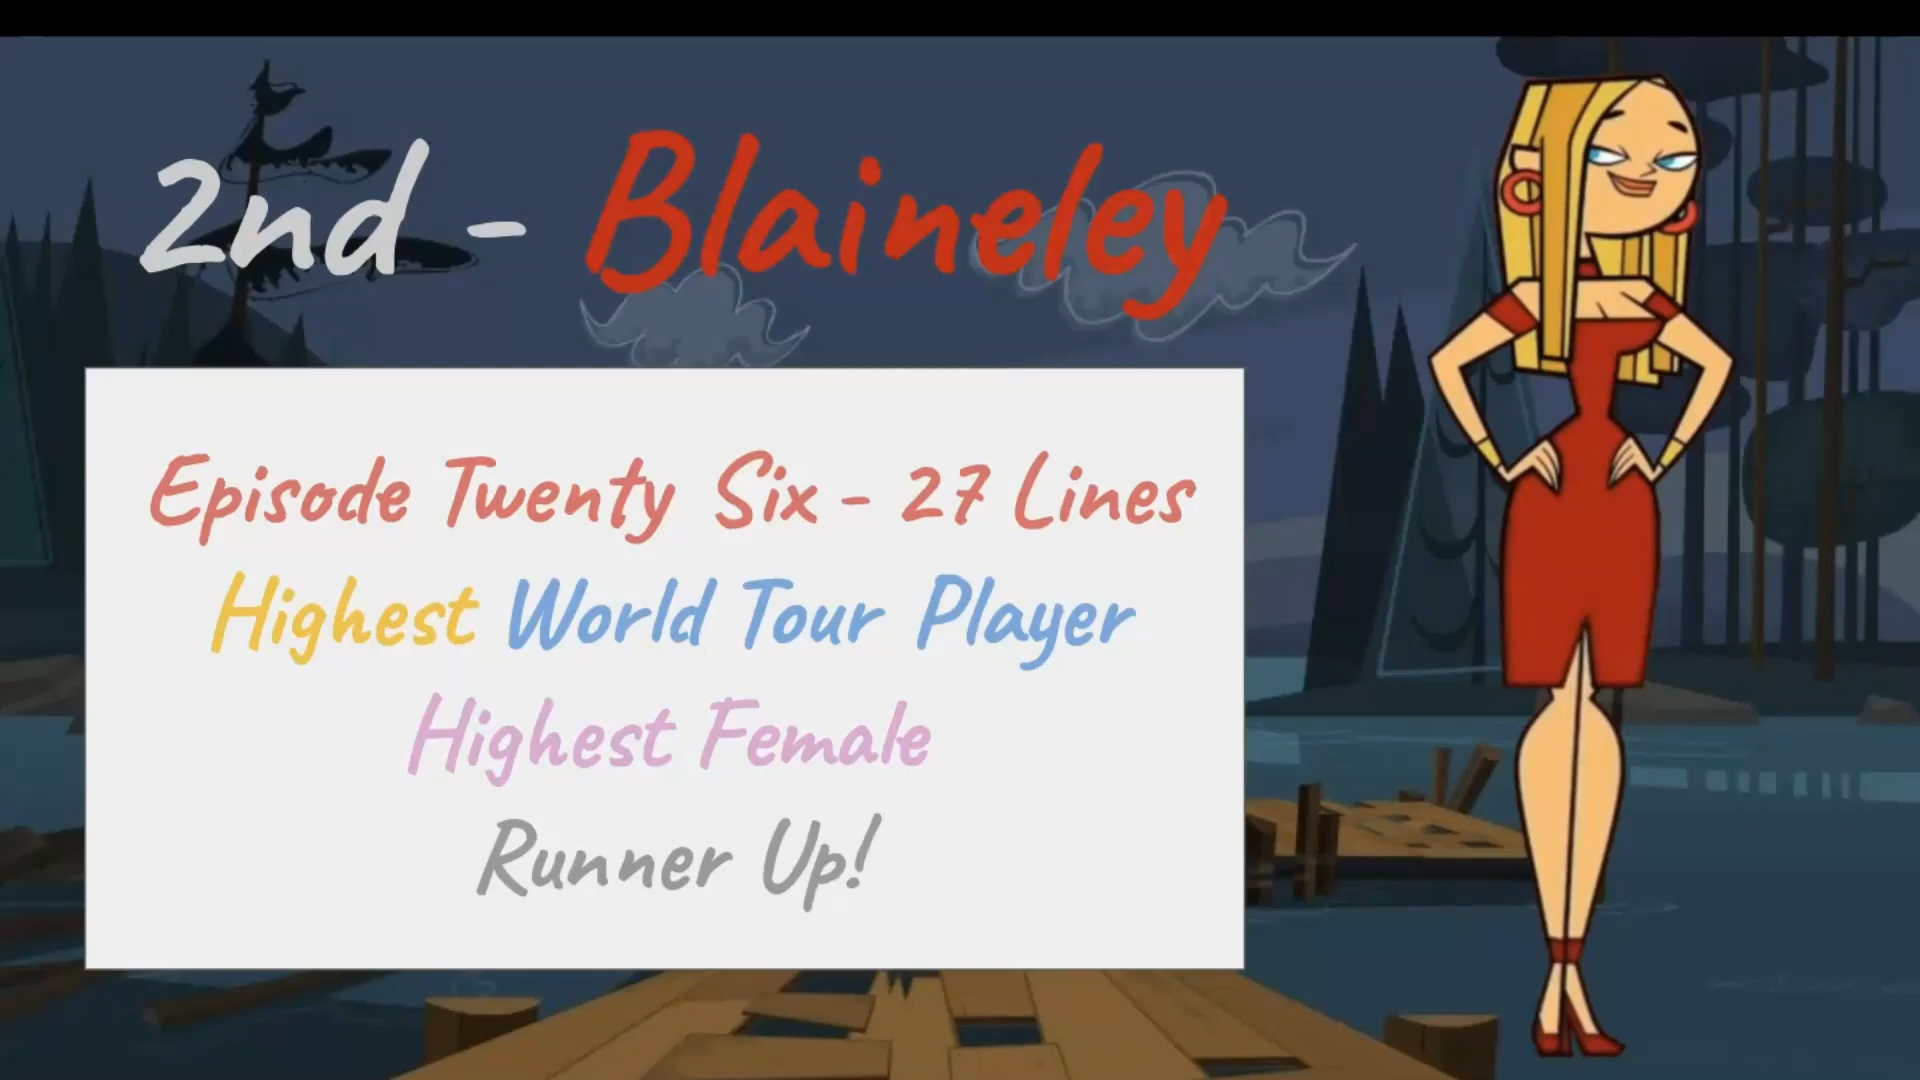 2nd - Blaineley
Episode Twenty Six - 27 Lines
Highest World Tour Player
Highest Female
Runner Up!